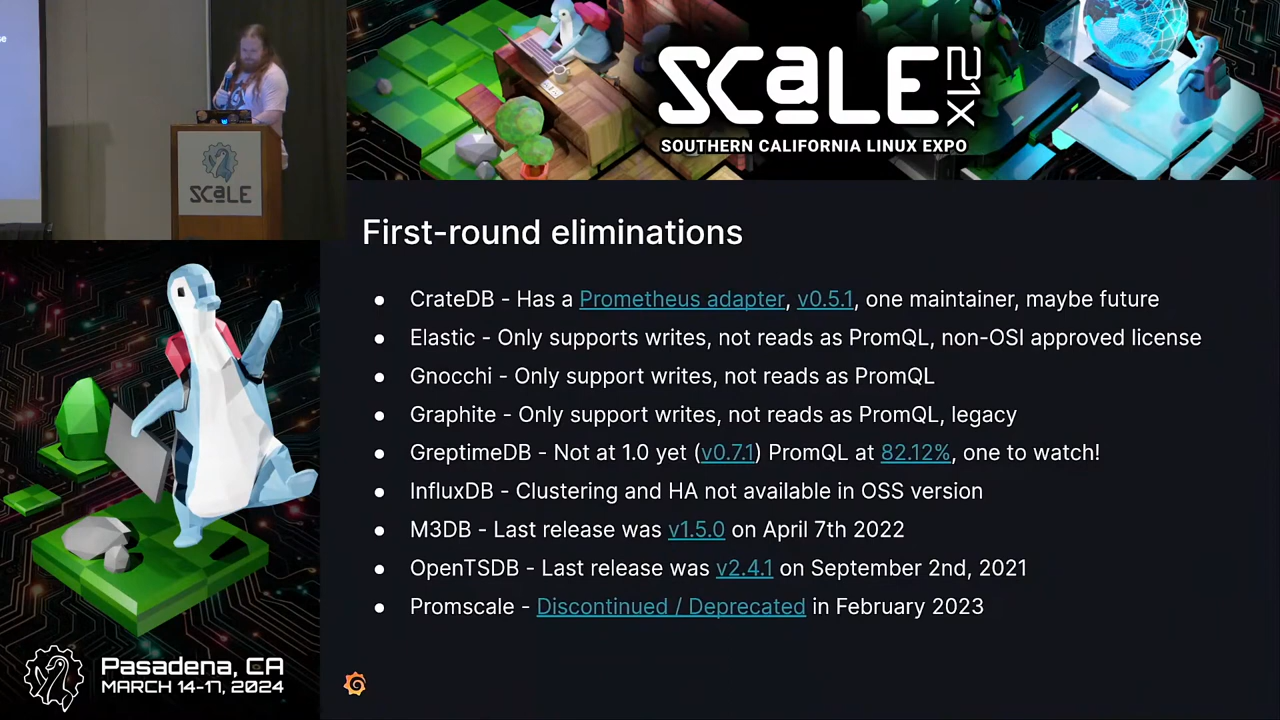 se
SCALE
SCaLE 21X
SOUTHERN CALIFORNIA LINUX EXPO
First-round eliminations
● CrateDB - Has a Prometheus adapter, v0.5.1, one maintainer, maybe future
● Elastic - Only supports writes, not reads as PromQL, non-OSI approved license
● Gnocchi - Only support writes, not reads as PromQL
● Graphite - Only support writes, not reads as PromQL, legacy
● GreptimeDB - Not at 1.0 yet (v0.7.1) PromQL at 82.12%, one to watch!
● InfluxDB - Clustering and HA not available in OSS version
● M3DB - Last release was v1.5.0 on April 7th 2022
● OpenTSDB - Last release was v2.4.1 on September 2nd, 2021
● Promscale - Discontinued / Deprecated in February 2023
Pasadena, CA
MARCH 14-17, 2024